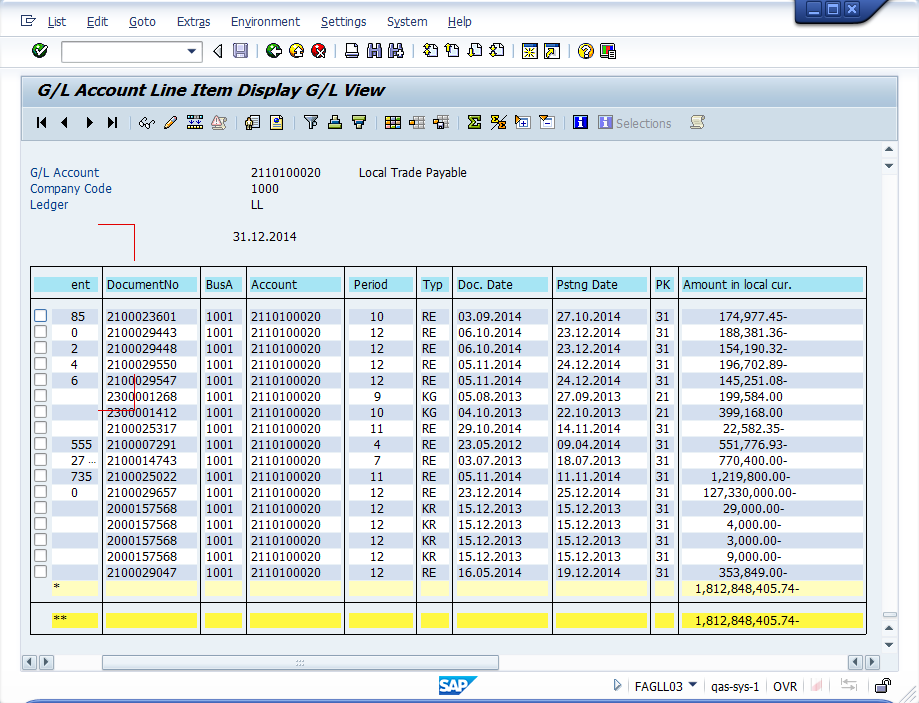 List Edit Goto Extras Environment Settings System Help
G/L Account Line Item Display G/L View
Selections
G/L Account 2110100020 Local Trade Payable
Company Code 1000
Ledger LL
31.12.2014
ent DocumentNo BusA Account Period Typ Doc. Date Pstng Date PK Amount in local cur.
85 2100023601 1001 2110100020 10 RE 03.09.2014 27.10.2014 31 174,977.45-
0 2100029443 1001 2110100020 12 RE 06.10.2014 23.12.2014 31 188,381.36-
2 2100029448 1001 2110100020 12 RE 06.10.2014 23.12.2014 31 154,190.32-
4 2100029550 1001 2110100020 12 RE 05.11.2014 24.12.2014 31 196,702.89-
6 2100029547 1001 2110100020 12 RE 05.11.2014 24.12.2014 31 145,251.08-
2300001268 1001 2110100020 9 KG 05.08.2013 27.09.2013 21 199,584.00
2300001412 1001 2110100020 10 KG 04.10.2013 22.10.2013 21 399,168.00
2100025317 1001 2110100020 11 RE 29.10.2014 14.11.2014 31 22,582.35-
555 2100007291 1001 2110100020 4 RE 23.05.2012 09.04.2014 31 551,776.93-
27 ... 2100014743 1001 2110100020 7 RE 03.07.2013 18.07.2013 31 770,400.00-
735 2100025022 1001 2110100020 11 RE 05.11.2014 11.11.2014 31 1,219,800.00-
0 2100029657 1001 2110100020 12 RE 23.12.2014 25.12.2014 31 127,330,000.00-
2000157568 1001 2110100020 12 KR 15.12.2013 15.12.2013 31 29,000.00-
2000157568 1001 2110100020 12 KR 15.12.2013 15.12.2013 31 4,000.00-
2000157568 1001 2110100020 12 KR 15.12.2013 15.12.2013 31 3,000.00-
2000157568 1001 2110100020 12 KR 15.12.2013 15.12.2013 31 9,000.00-
2100029047 1001 2110100020 12 RE 16.05.2014 19.12.2014 31 353,849.00-
* 1,812,848,405.74-
** 1,812,848,405.74-
SAP FAGLL03 qas-sys-1 OVR